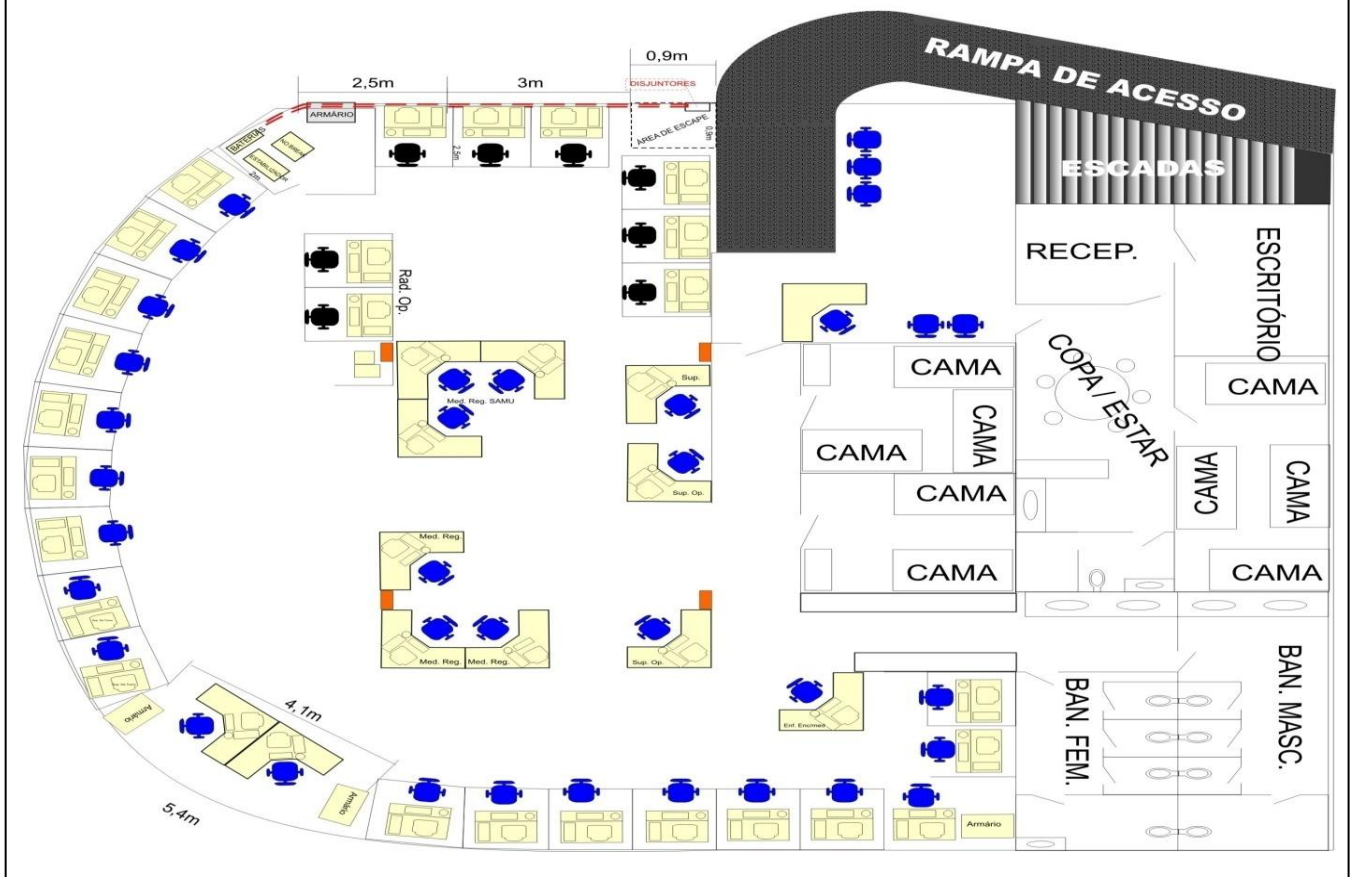 0,9m
2,5m
3m
DISJUNTORES
RAMPA DE ACESSO
ARMÁRIO
ÁREA DE ESCAPE
0,9m
BATERIAS
NO BREAK
ESTABILIZADOR
2m
2,5m
ESCADAS
RECEP.
ESCRITÓRIO
Rad. Op.
COPA / ESTAR
CAMA
CAMA
CAMA
CAMA
CAMA
CAMA
CAMA
CAMA
CAMA
Sup.
Med. Reg. SAMU
Sup. Op.
Med. Reg.
Med. Reg.
Med. Reg.
Sup. Op.
BAN. FEM.
BAN. MASC.
Armário
4,1m
5,4m
Armário
Armário